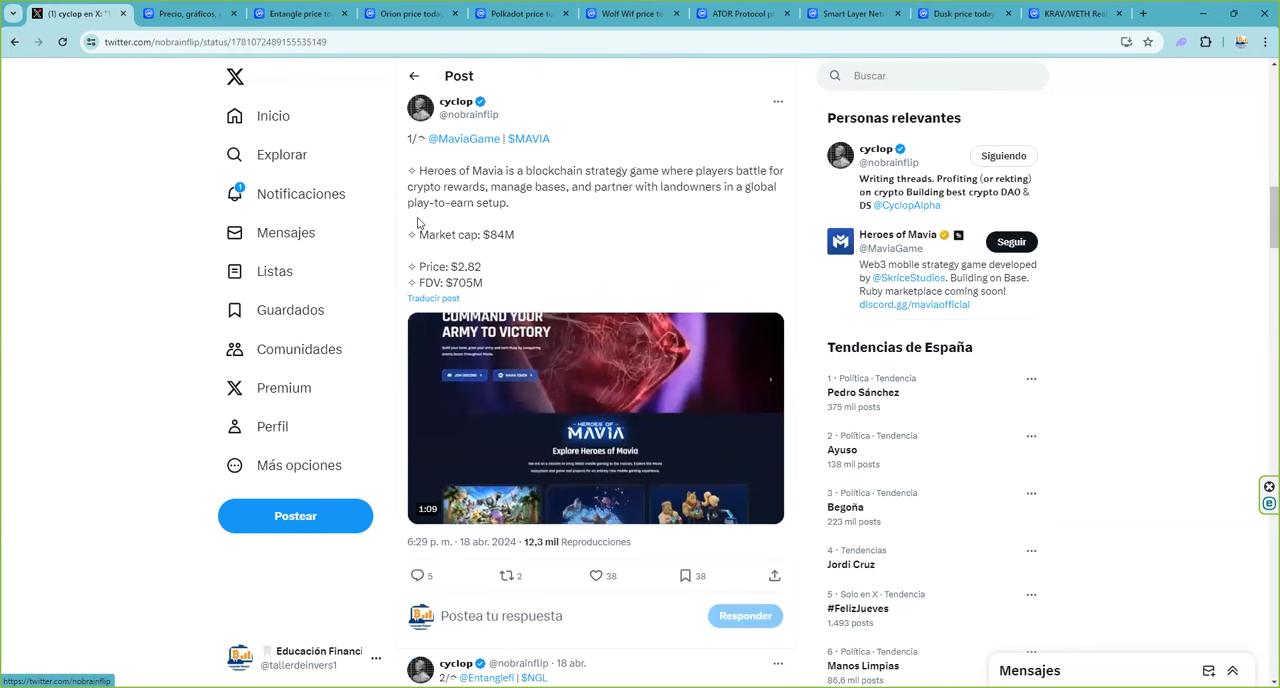 (1) cyclop en X: "
Precio, gráficos,
Entangle price to
Orion price today
Polkadot price to
Wolf Wif price to
ATOR Protocol p
Smart Layer Net
Dusk price today
KRAV/WETH Rea
twitter.com/nobrainflip/status/1781072489155535149
Inicio
Explorar
1
Notificaciones
Mensajes
Listas
Guardados
Comunidades
Premium
Perfil
Más opciones
Postear
Educación Financi
@tallerdeinvers1
https://twitter.com/nobrainflip
Post
cyclop
@nobrainflip
1/ @MaviaGame | $MAVIA
✧ Heroes of Mavia is a blockchain strategy game where players battle for
crypto rewards, manage bases, and partner with landowners in a global
play-to-earn setup.
✧ Market cap: $84M
✧ Price: $2.82
✧ FDV: $705M
Traducir post
COMMAND YOUR
ARMY TO VICTORY
JOIN DISCORD
MAVIA TOKEN
HEROES OF
MAVIA
Explore Heroes of Mavia
1:09
6:29 p. m. · 18 abr. 2024 · 12,3 mil Reproducciones
5
2
38
38
Postea tu respuesta
Responder
cyclop @nobrainflip · 18 abr.
2/ @Entanglefi | $NGL
Buscar
Personas relevantes
cyclop
@nobrainflip
Siguiendo
Writing threads. Profiting (or rekting)
on crypto Building best crypto DAO &
DS @CyclopAlpha
Heroes of Mavia
@MaviaGame
Seguir
Web3 mobile strategy game developed
by @SkriceStudios. Building on Base.
Ruby marketplace coming soon!
discord.gg/maviaofficial
Tendencias de España
1 · Política · Tendencia
Pedro Sánchez
375 mil posts
2 · Política · Tendencia
Ayuso
138 mil posts
3 · Política · Tendencia
Begoña
223 mil posts
4 · Tendencias
Jordi Cruz
5 · Solo en X · Tendencia
#FelizJueves
1.493 posts
6 · Política · Tendencia
Manos Limpias
86,6 mil posts
Mensajes